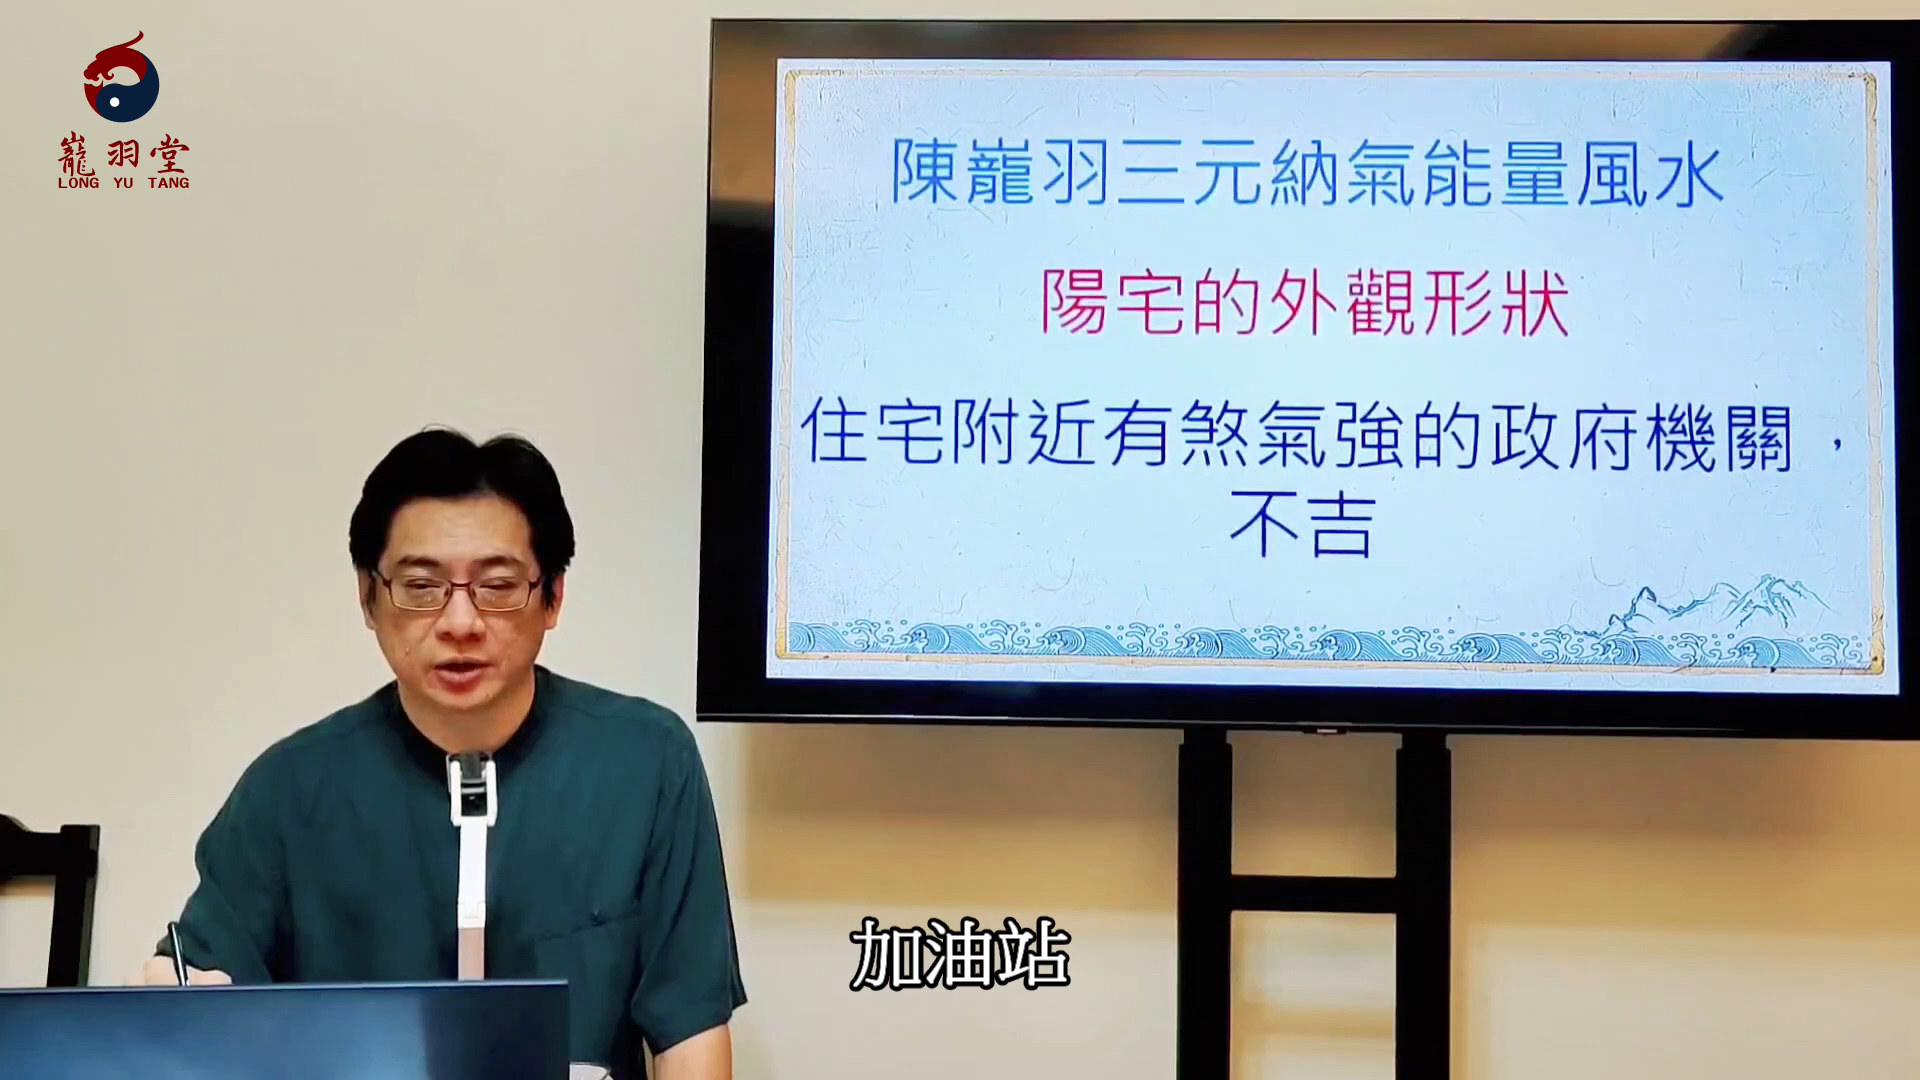 巃羽堂
LONG YU TANG
陳巃羽三元納氣能量風水
陽宅的外觀形狀
住宅附近有煞氣強的政府機關，
不吉
加油站